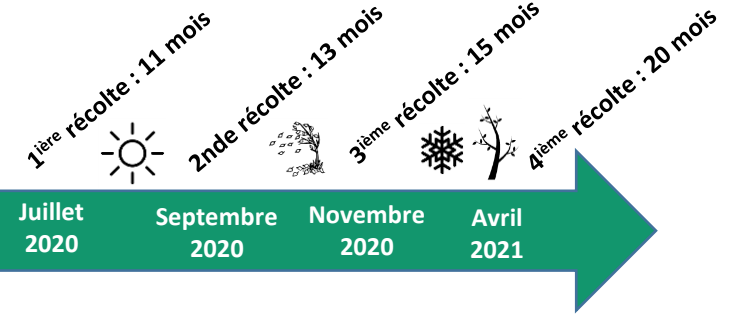 1ière récolte : 11 mois
2nde récolte : 13 mois
3ième récolte : 15 mois
4ième récolte : 20 mois
Juillet
2020
Septembre
2020
Novembre
2020
Avril
2021